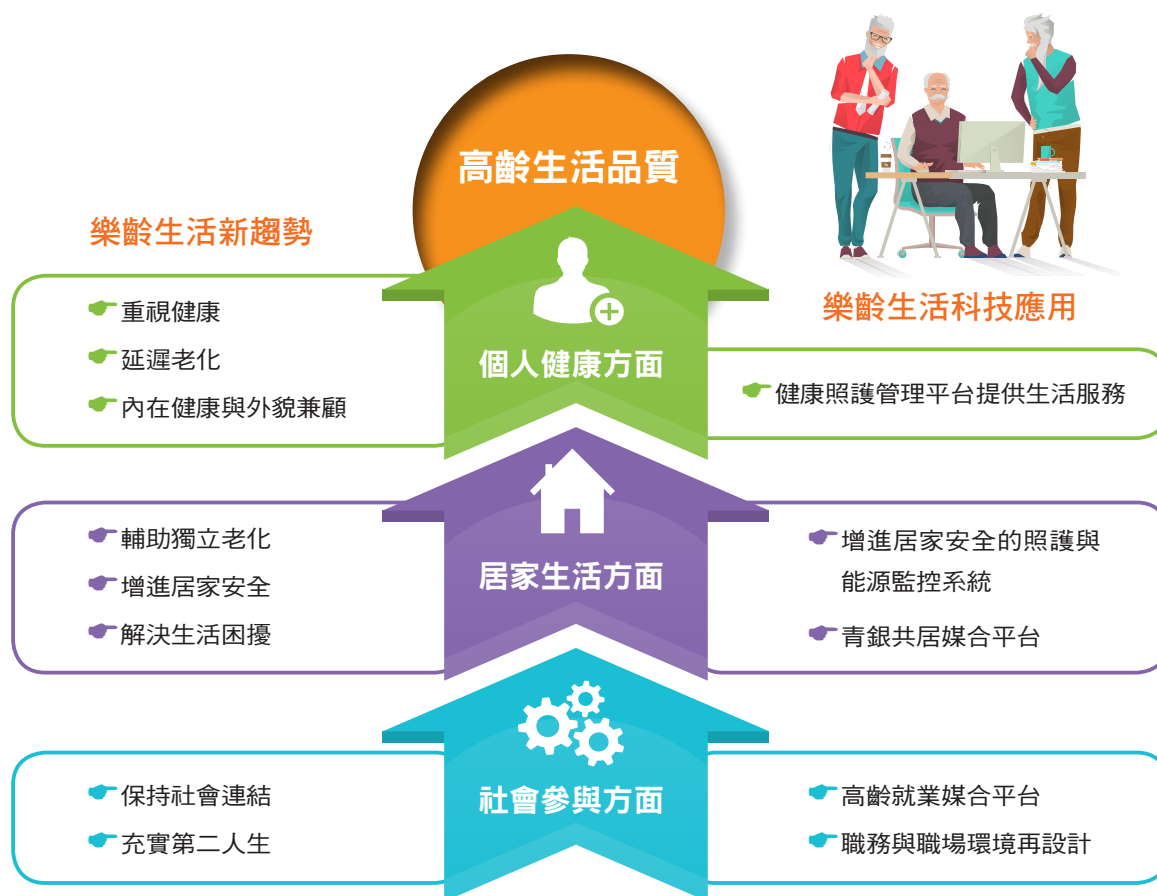 高齡生活品質
樂齡生活新趨勢
重視健康
延遲老化
內在健康與外貌兼顧
個人健康方面
樂齡生活科技應用
健康照護管理平台提供生活服務
輔助獨立老化
增進居家安全
解決生活困擾
居家生活方面
增進居家安全的照護與
能源監控系統
青銀共居媒合平台
保持社會連結
充實第二人生
社會參與方面
高齡就業媒合平台
職務與職場環境再設計